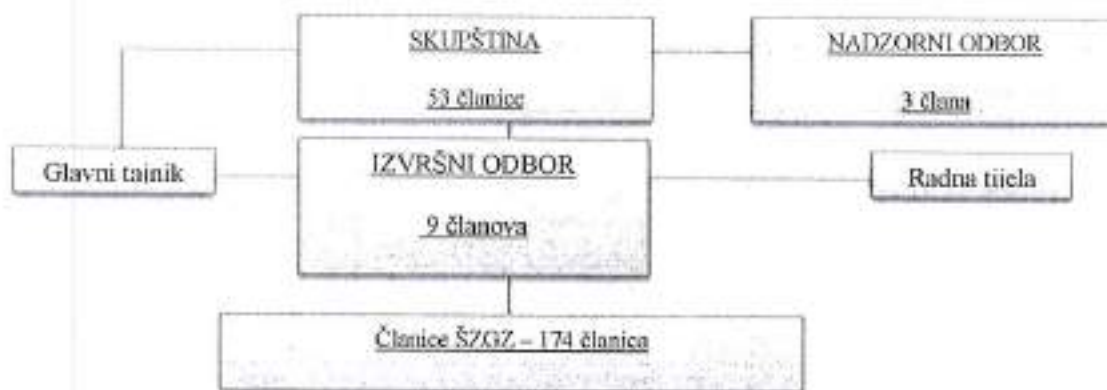 SKUPŠTINA
53 članice
NADZORNI ODBOR
3 člana
Glavni tajnik
IZVRŠNI ODBOR
9 članova
Radna tijela
Članice ŠZGZ – 174 članica